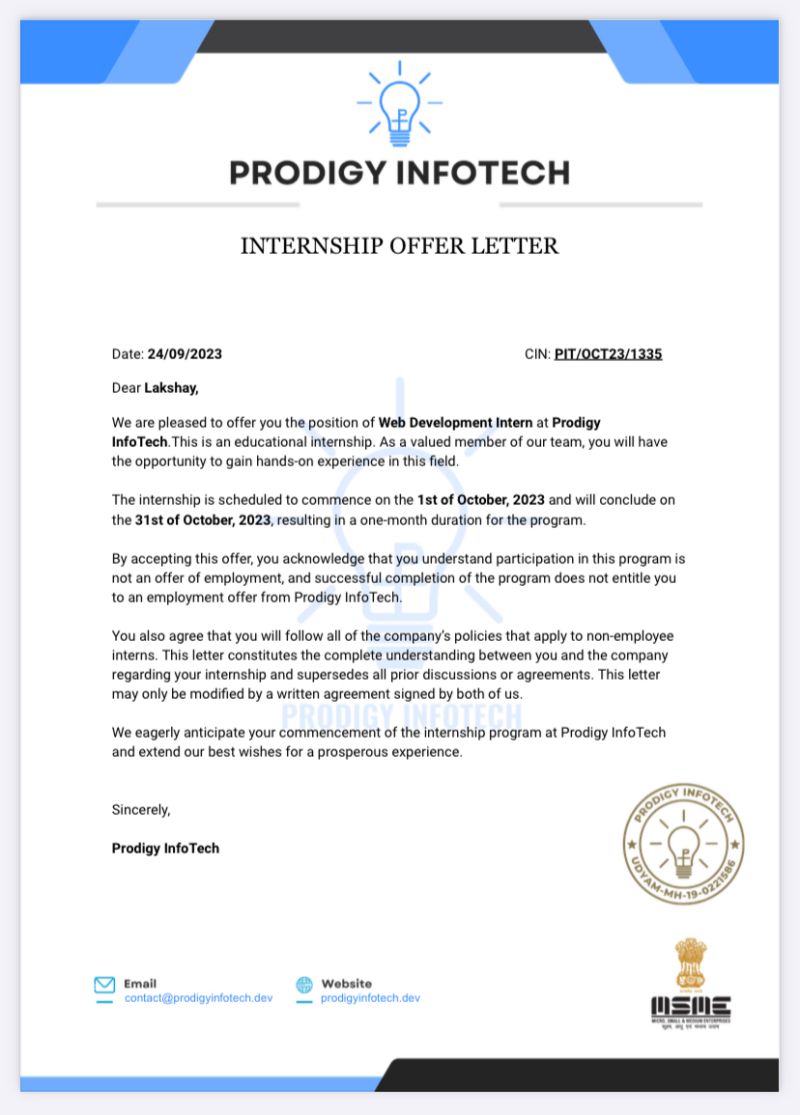 PRODIGY INFOTECH
INTERNSHIP OFFER LETTER
Date: 24/09/2023
CIN: PIT/OCT23/1335
Dear Lakshay,
We are pleased to offer you the position of Web Development Intern at Prodigy
InfoTech.This is an educational internship. As a valued member of our team, you will have
the opportunity to gain hands-on experience in this field.
The internship is scheduled to commence on the 1st of October, 2023 and will conclude on
the 31st of October, 2023, resulting in a one-month duration for the program.
By accepting this offer, you acknowledge that you understand participation in this program is
not an offer of employment, and successful completion of the program does not entitle you
to an employment offer from Prodigy InfoTech.
You also agree that you will follow all of the company's policies that apply to non-employee
interns. This letter constitutes the complete understanding between you and the company
regarding your internship and supersedes all prior discussions or agreements. This letter
may only be modified by a written agreement signed by both of us.
PRODIGY INFOTECH
We eagerly anticipate your commencement of the internship program at Prodigy InfoTech
and extend our best wishes for a prosperous experience.
Sincerely,
Prodigy InfoTech
PRODIGY INFOTECH
UDYAM-MH-19-0221586
Email
contact@prodigyinfotech.dev
Website
prodigyinfotech.dev
MSME
MICRO, SMALL & MEDIUM ENTERPRISES
सूक्ष्म, लघु एवं मध्यम उद्यम